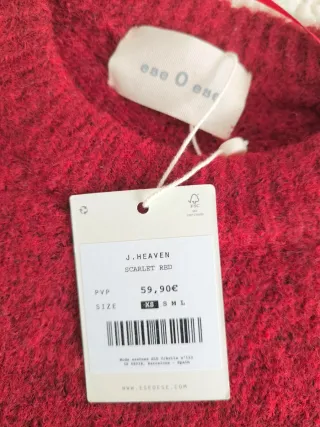 ese O ese
J.HEAVEN
SCARLET RED
PVP 59,90€
SIZE XS S M L